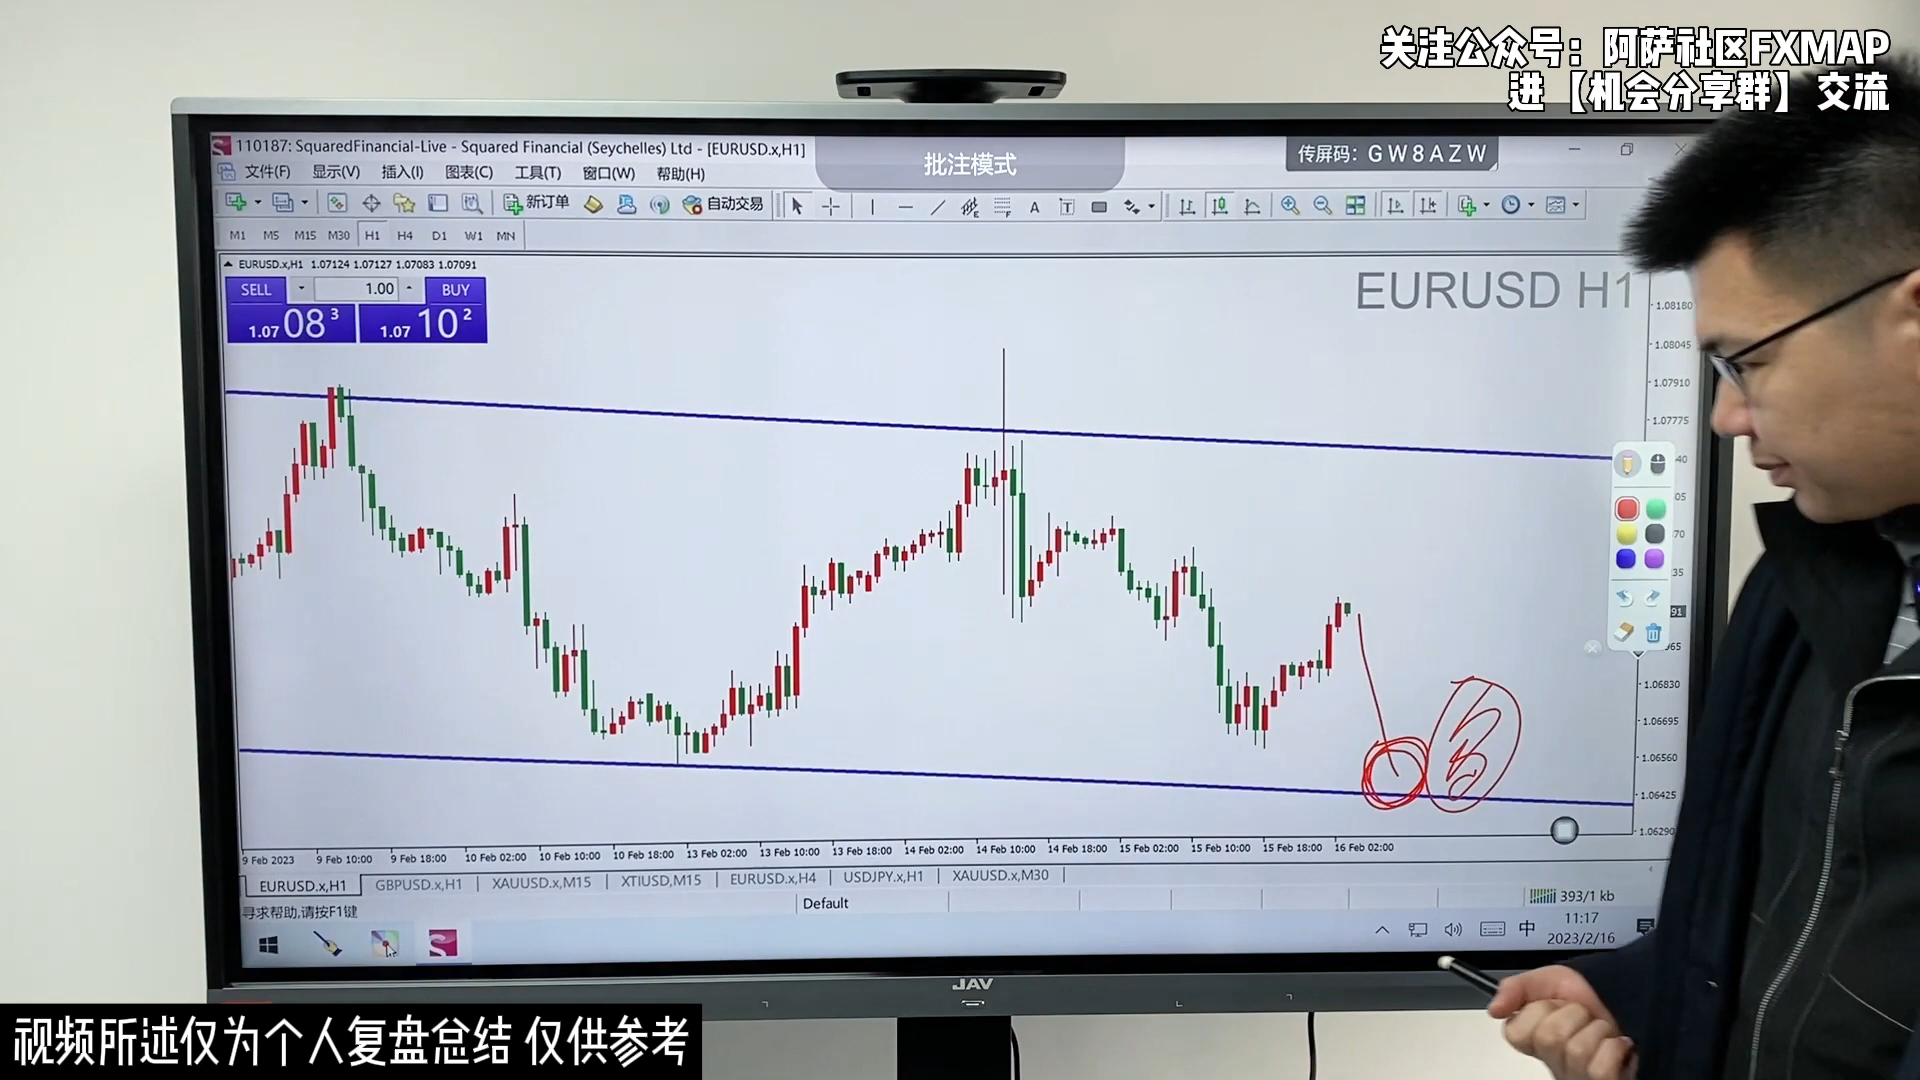 关注公众号：阿萨社区FXMAP
进【机会分享群】 交流
110187: SquaredFinancial-Live - Squared Financial (Seychelles) Ltd - [EURUSD.x,H1]
批注模式
传屏码：GW8AZW
文件(F) 显示(V) 插入(I) 图表(C) 工具(T) 窗口(W) 帮助(H)
新订单 自动交易
M1 M5 M15 M30 H1 H4 D1 W1 MN
EURUSD.x,H1 1.07124 1.07127 1.07083 1.07091
SELL 1.00 BUY
1.07 08 3 1.07 10 2
EURUSD H1
1.08180
1.08045
1.07910
1.07775
40
05
70
35
91
965
1.06830
1.06695
1.06560
1.06425
1.06290
9 Feb 2023 9 Feb 10:00 9 Feb 18:00 10 Feb 02:00 10 Feb 10:00 10 Feb 18:00 13 Feb 02:00 13 Feb 10:00 13 Feb 18:00 14 Feb 02:00 14 Feb 10:00 14 Feb 18:00 15 Feb 02:00 15 Feb 10:00 15 Feb 18:00 16 Feb 02:00
EURUSD.x,H1 GBPUSD.x,H1 XAUUSD.x,M15 XTIUSD,M15 EURUSD.x,H4 USDJPY.x,H1 XAUUSD.x,M30
寻求帮助,请按F1键 Default 393/1 kb
中 11:17
2023/2/16
JAV
视频所述仅为个人复盘总结 仅供参考